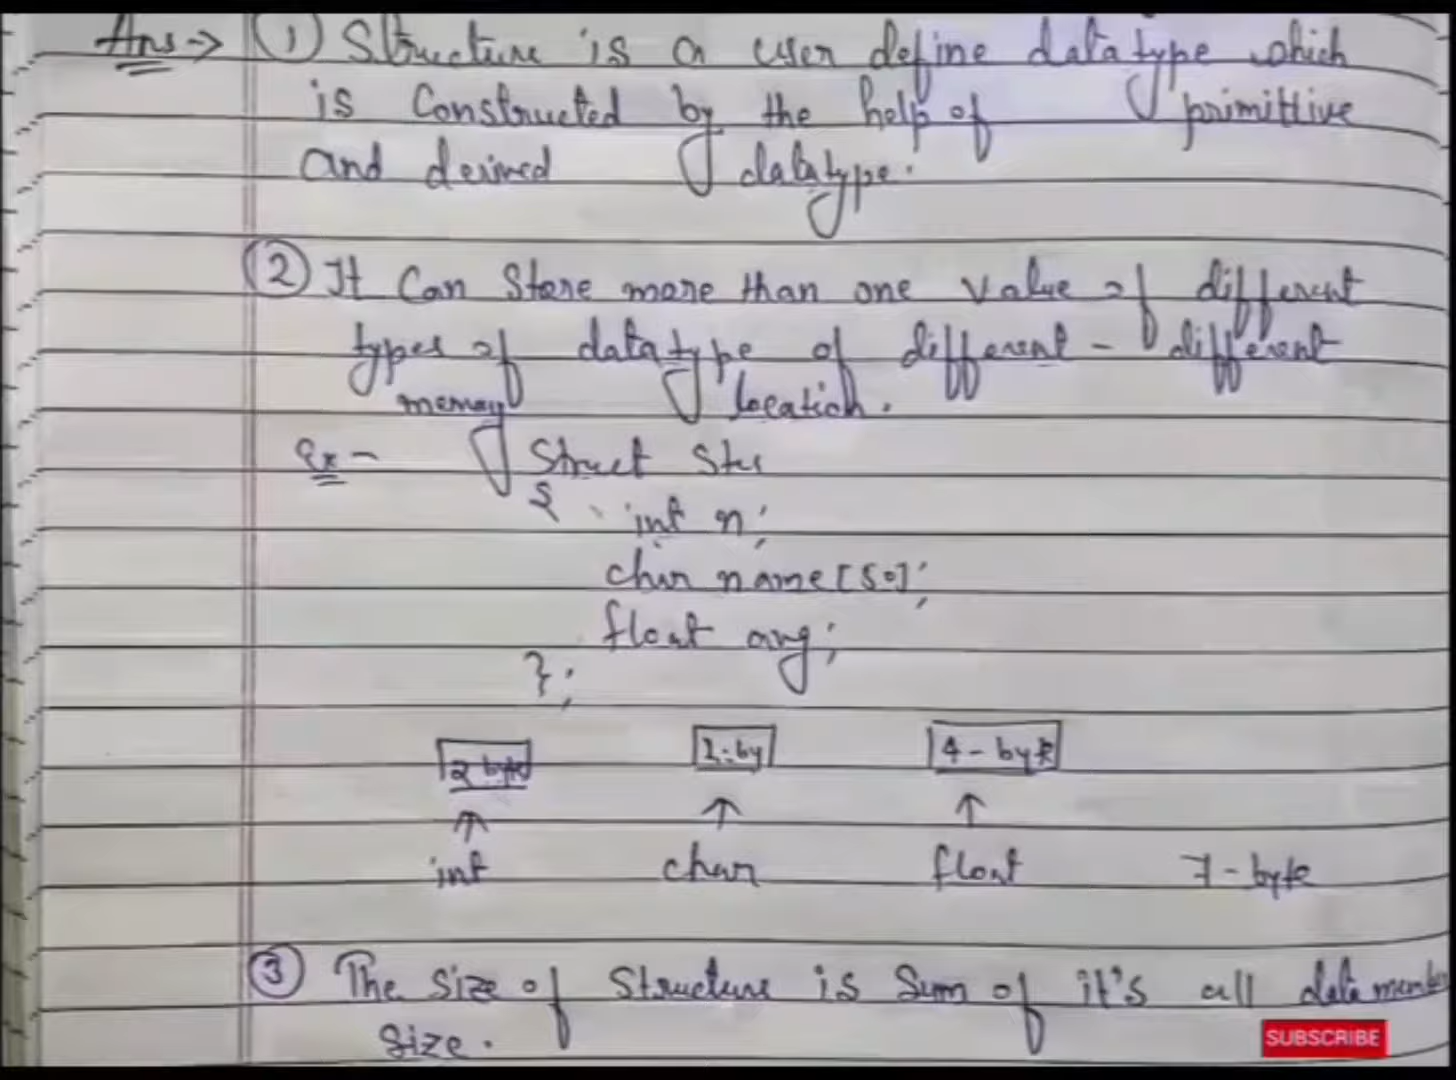 Ans → ① Structure is a user define datatype which
is Constructed by the help of primittive
and derived datatype.
② It Can Store more than one Value of different
types of datatype of different - different
memory location.
Ex - Struct Stu
{ int n;
char name[50];
float avg;
};
2 byte 1-by 4-byte
↑ ↑ ↑
int char float 7-byte
③ The Size of Structure is Sum of it's all data member
Size.
SUBSCRIBE